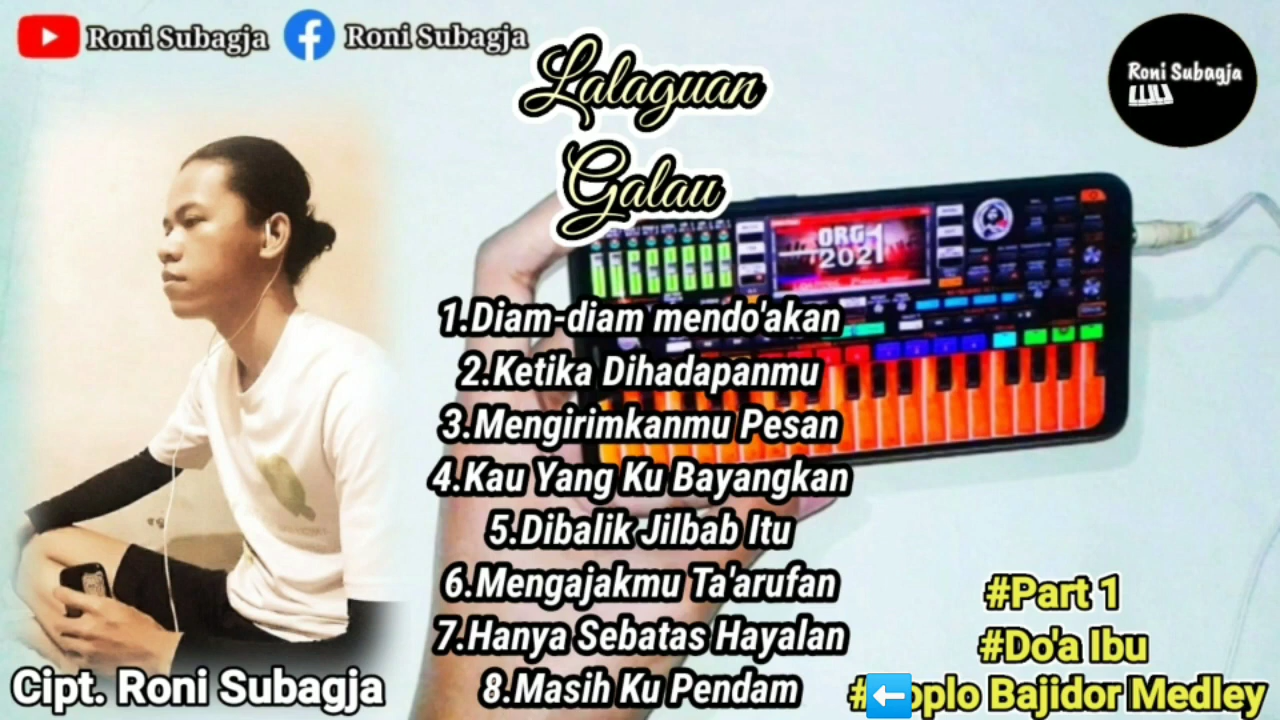 Roni Subagja
Roni Subagja
Lalaguan
Galau
Roni Subagja
ORG
2021
1.Diam-diam mendo'akan
2.Ketika Dihadapanmu
3.Mengirimkanmu Pesan
4.Kau Yang Ku Bayangkan
5.Dibalik Jilbab Itu
6.Mengajakmu Ta'arufan
7.Hanya Sebatas Hayalan
8.Masih Ku Pendam
Cipt. Roni Subagja
#Part 1
#Do'a Ibu
Bajidor Medley